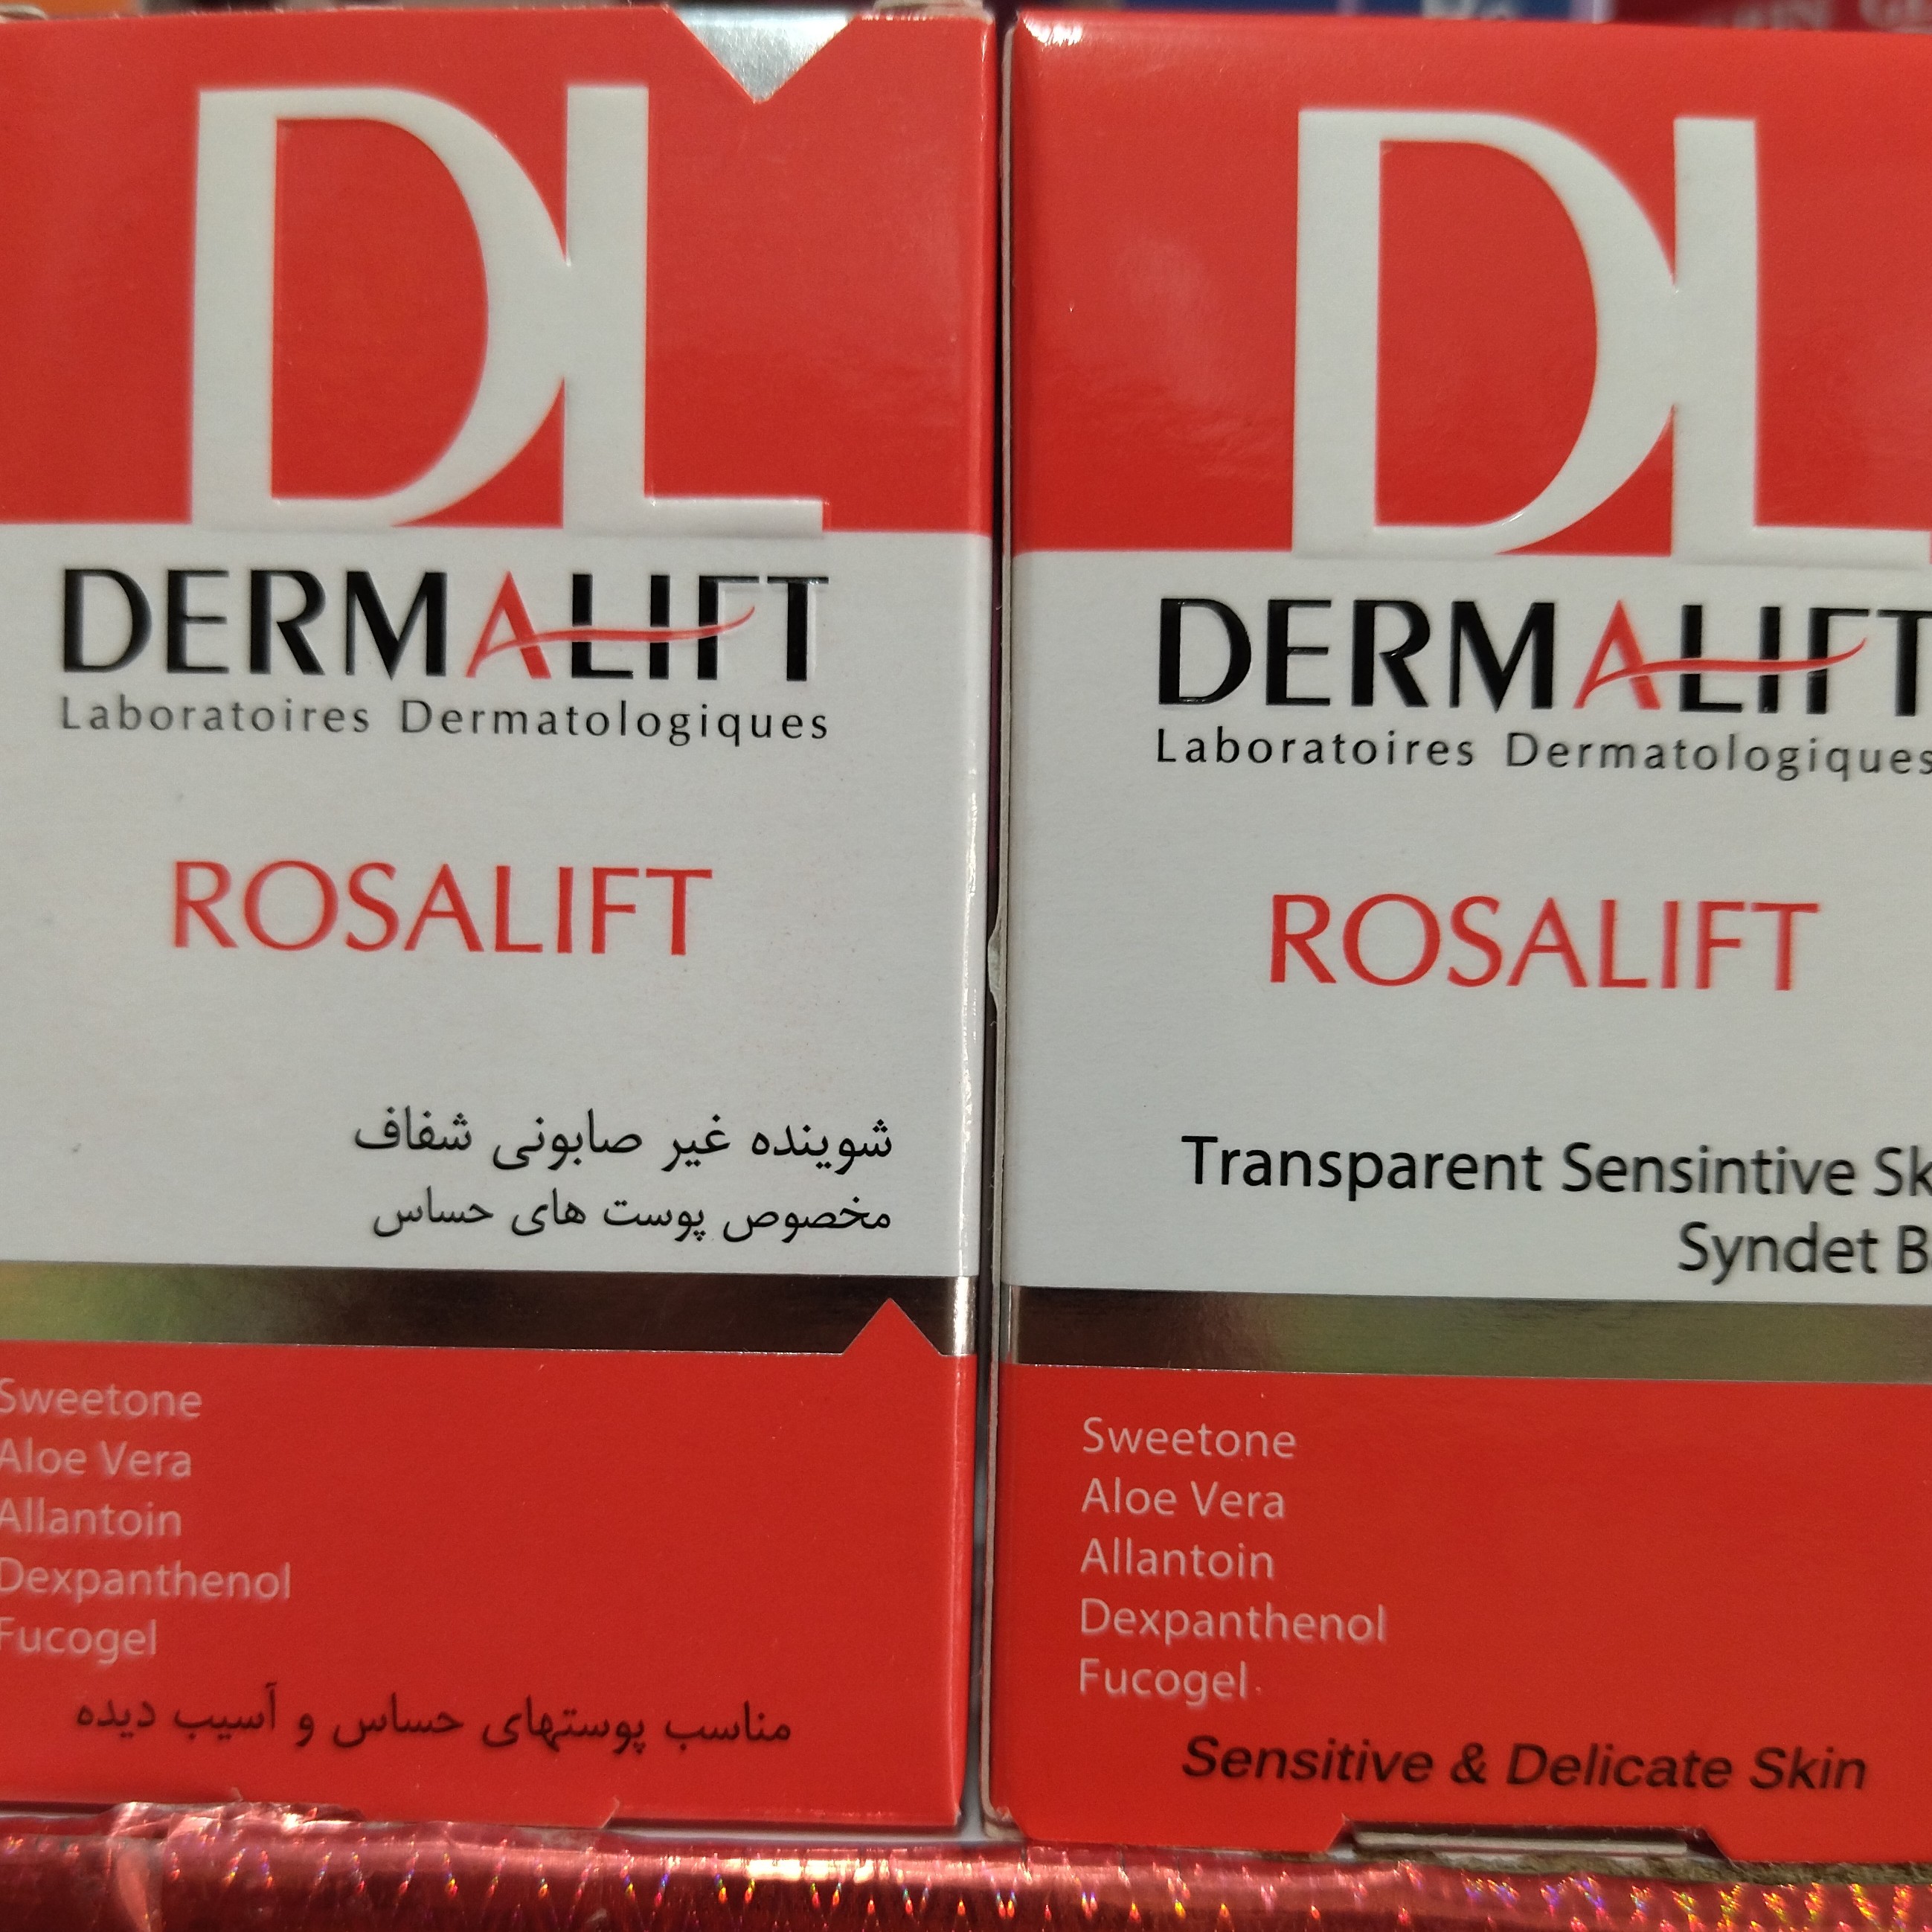 DL
DERMALIFT
Laboratoires Dermatologiques
ROSALIFT
شوینده غیر صابونی شفاف
مخصوص پوست های حساس
Sweetone
Aloe Vera
Allantoin
Dexpanthenol
Fucogel
مناسب پوستهای حساس و آسیب دیده
DL
DERMALIFT
Laboratoires Dermatologiques
ROSALIFT
Transparent Sensintive Sk
Syndet B
Sweetone
Aloe Vera
Allantoin
Dexpanthenol
Fucogel
Sensitive & Delicate Skin